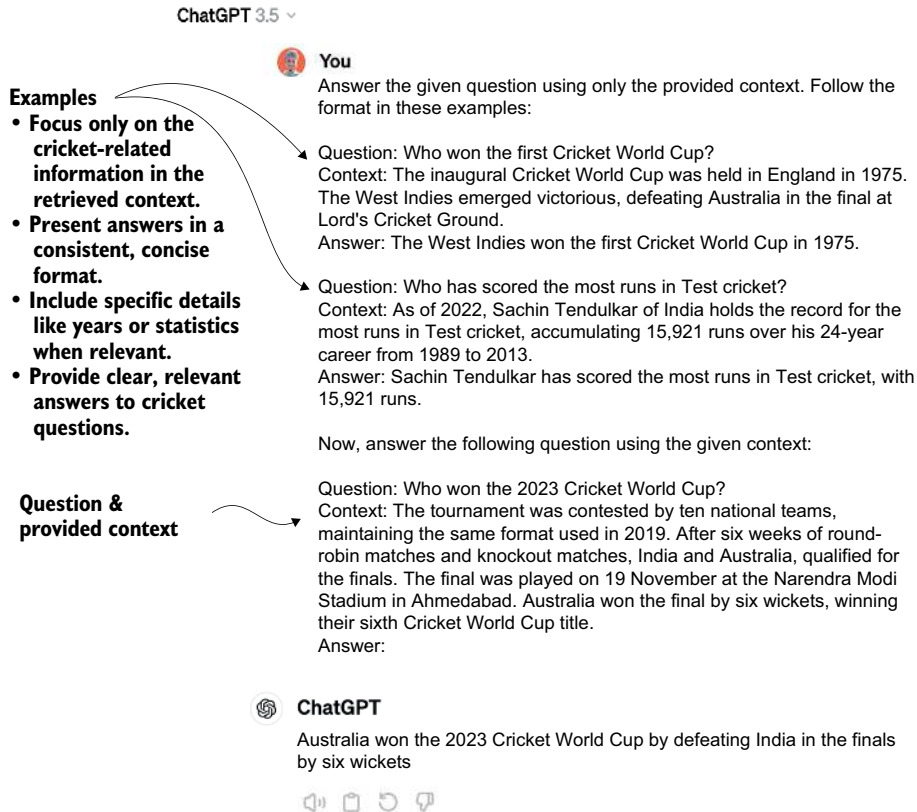 ChatGPT 3.5
You
Answer the given question using only the provided context. Follow the
format in these examples:
Examples
• Focus only on the
cricket-related
information in the
retrieved context.
• Present answers in a
consistent, concise
format.
• Include specific details
like years or statistics
when relevant.
• Provide clear, relevant
answers to cricket
questions.
Question: Who won the first Cricket World Cup?
Context: The inaugural Cricket World Cup was held in England in 1975.
The West Indies emerged victorious, defeating Australia in the final at
Lord's Cricket Ground.
Answer: The West Indies won the first Cricket World Cup in 1975.
Question: Who has scored the most runs in Test cricket?
Context: As of 2022, Sachin Tendulkar of India holds the record for the
most runs in Test cricket, accumulating 15,921 runs over his 24-year
career from 1989 to 2013.
Answer: Sachin Tendulkar has scored the most runs in Test cricket, with
15,921 runs.
Now, answer the following question using the given context:
Question &
provided context
Question: Who won the 2023 Cricket World Cup?
Context: The tournament was contested by ten national teams,
maintaining the same format used in 2019. After six weeks of round-
robin matches and knockout matches, India and Australia, qualified for
the finals. The final was played on 19 November at the Narendra Modi
Stadium in Ahmedabad. Australia won the final by six wickets, winning
their sixth Cricket World Cup title.
Answer:
ChatGPT
Australia won the 2023 Cricket World Cup by defeating India in the finals
by six wickets